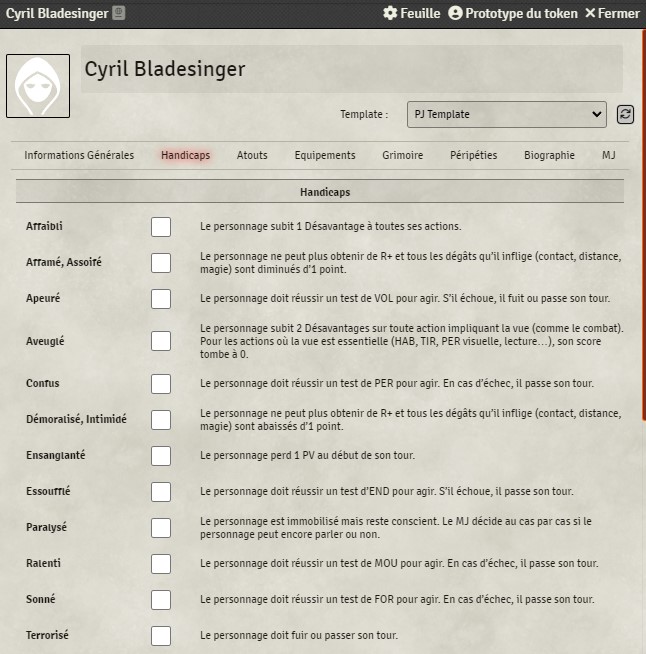 Cyril Bladesinger
Feuille Prototype du token Fermer
Cyril Bladesinger
Template : PJ Template
Informations Générales Handicaps Atouts Equipements Grimoire Péripéties Biographie MJ
Handicaps
Affaibli Le personnage subit 1 Désavantage à toutes ses actions.
Affamé, Assoifé Le personnage ne peut plus obtenir de R+ et tous les dégâts qu'il inflige (contact, distance,
magie) sont diminués d'1 point.
Apeuré Le personnage doit réussir un test de VOL pour agir. S'il échoue, il fuit ou passe son tour.
Aveuglé Le personnage subit 2 Désavantages sur toute action impliquant la vue (comme le combat).
Pour les actions où la vue est essentielle (HAB, TIR, PER visuelle, lecture...), son score
tombe à 0.
Confus Le personnage doit réussir un test de PER pour agir. En cas d'échec, il passe son tour.
Démoralisé, Intimidé Le personnage ne peut plus obtenir de R+ et tous les dégâts qu'il inflige (contact, distance,
magie) sont abaissés d'1 point.
Ensanglanté Le personnage perd 1 PV au début de son tour.
Essoufflé Le personnage doit réussir un test d'END pour agir. S'il échoue, il passe son tour.
Paralysé Le personnage est immobilisé mais reste conscient. Le MJ décide au cas par cas si le
personnage peut encore parler ou non.
Ralenti Le personnage doit réussir un test de MOU pour agir. En cas d'échec, il passe son tour.
Sonné Le personnage doit réussir un test de FOR pour agir. En cas d'échec, il passe son tour.
Terrorisé Le personnage doit fuir ou passer son tour.